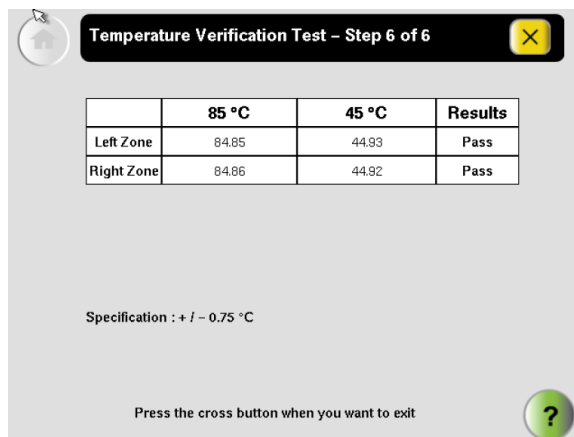 Temperature Verification Test – Step 6 of 6
85 °C 45 °C Results
Left Zone 84.85 44.93 Pass
Right Zone 84.86 44.92 Pass
Specification : + / – 0.75 °C
Press the cross button when you want to exit
?